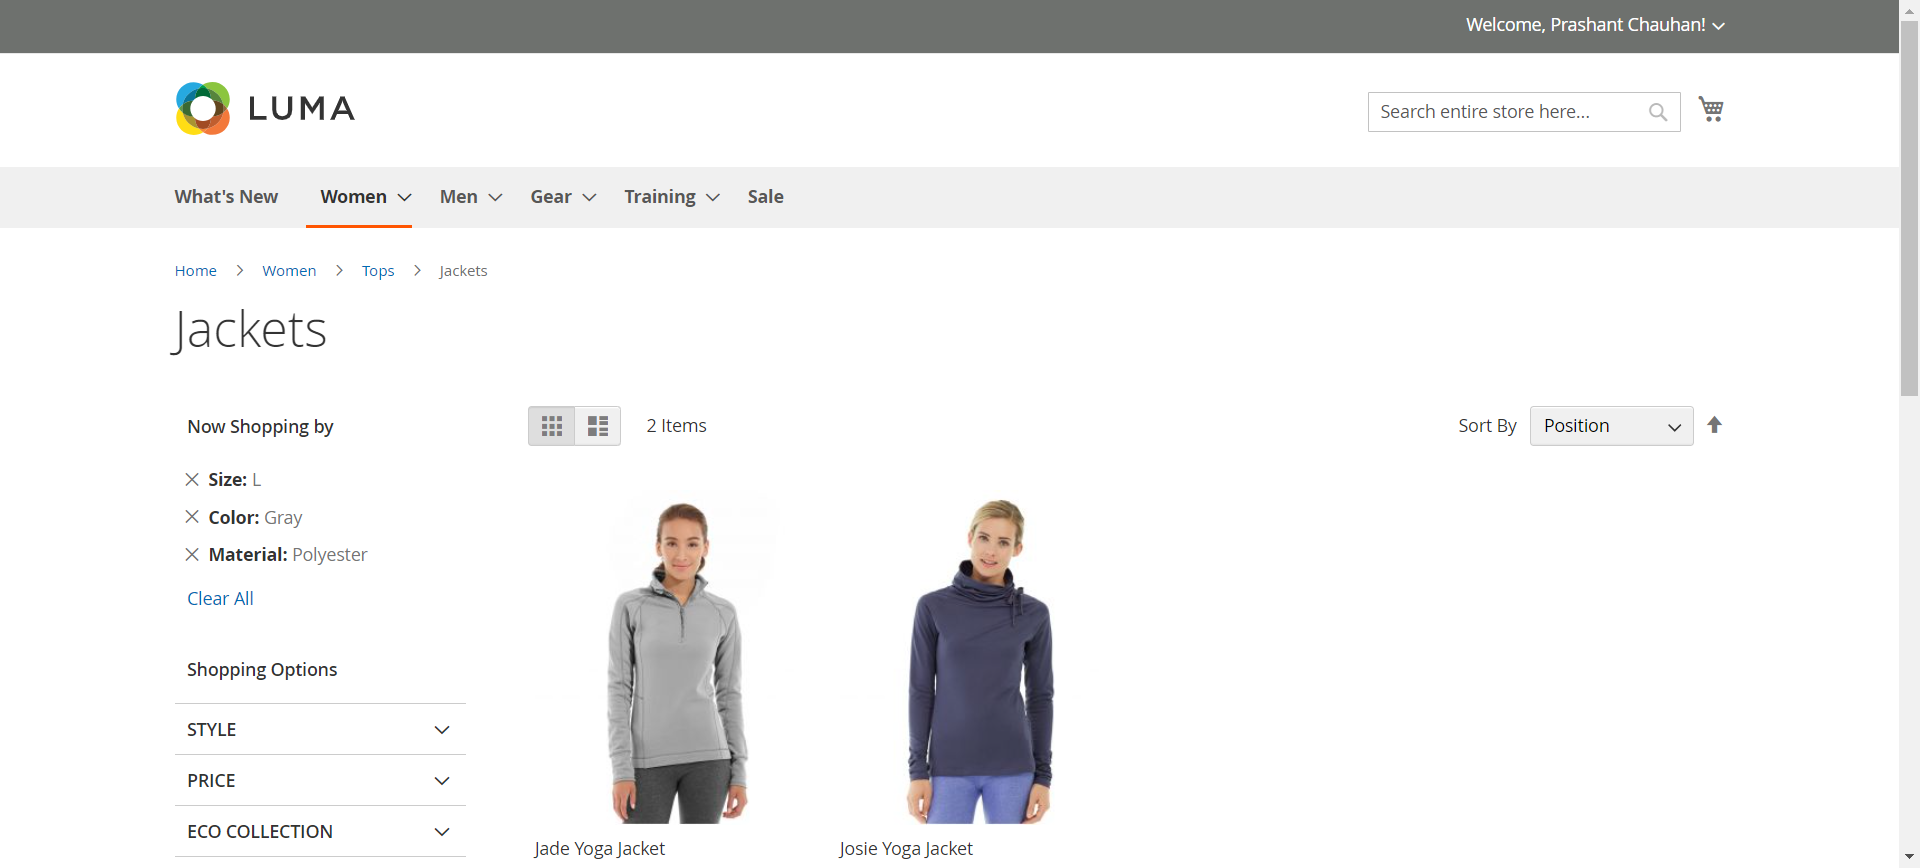 Welcome, Prashant Chauhan!
LUMA
Search entire store here...
What's New Women Men Gear Training Sale
Home Women Tops Jackets
Jackets
Now Shopping by
Size: L
Color: Gray
Material: Polyester
Clear All
Shopping Options
STYLE
PRICE
ECO COLLECTION
2 Items
Sort By Position
Jade Yoga Jacket
Josie Yoga Jacket